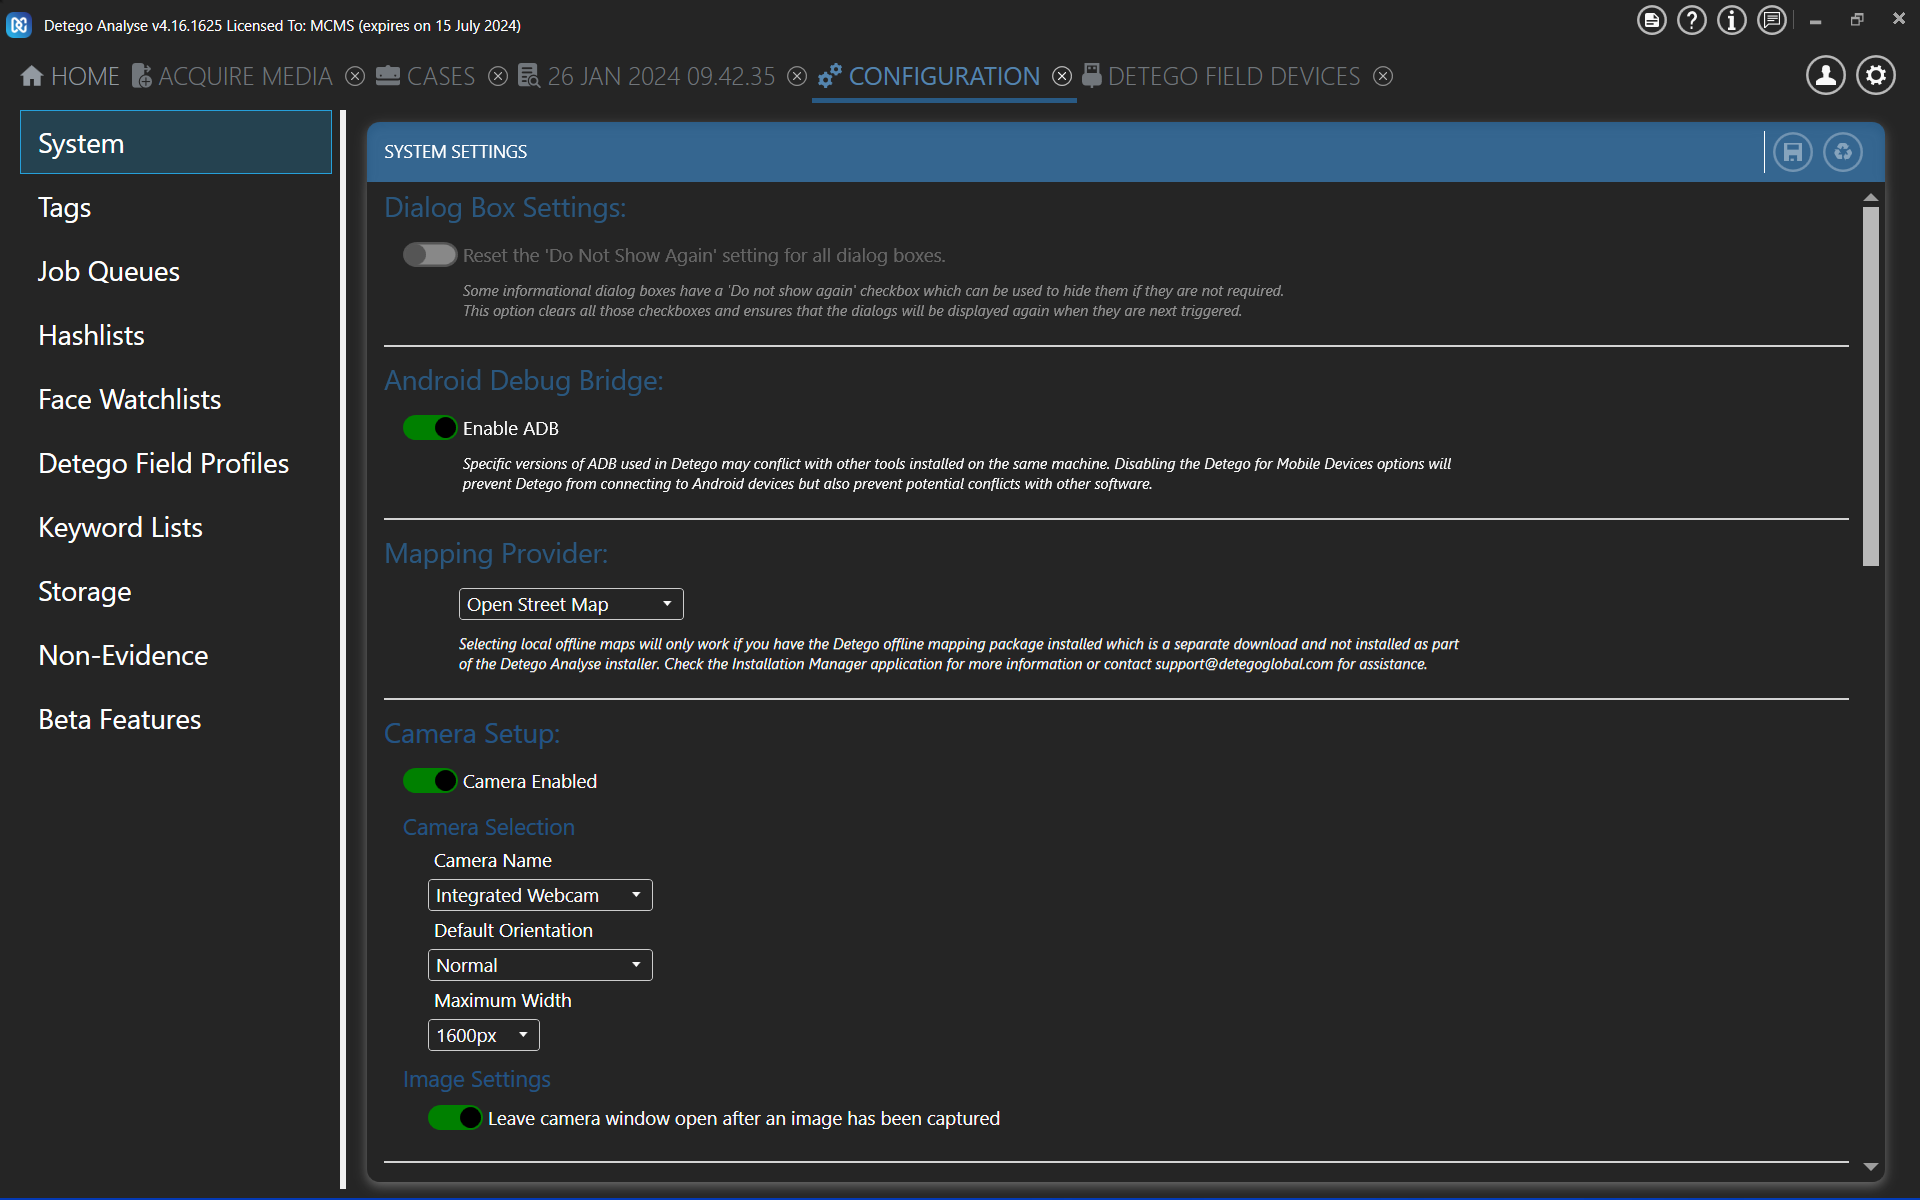 Detego Analyse v4.16.1625 Licensed To: MCMS (expires on 15 July 2024)
HOME ACQUIRE MEDIA CASES 26 JAN 2024 09.42.35 CONFIGURATION DETEGO FIELD DEVICES
System
Tags
Job Queues
Hashlists
Face Watchlists
Detego Field Profiles
Keyword Lists
Storage
Non-Evidence
Beta Features
SYSTEM SETTINGS
Dialog Box Settings:
Reset the 'Do Not Show Again' setting for all dialog boxes.
Some informational dialog boxes have a 'Do not show again' checkbox which can be used to hide them if they are not required.
This option clears all those checkboxes and ensures that the dialogs will be displayed again when they are next triggered.
Android Debug Bridge:
Enable ADB
Specific versions of ADB used in Detego may conflict with other tools installed on the same machine. Disabling the Detego for Mobile Devices options will
prevent Detego from connecting to Android devices but also prevent potential conflicts with other software.
Mapping Provider:
Open Street Map
Selecting local offline maps will only work if you have the Detego offline mapping package installed which is a separate download and not installed as part
of the Detego Analyse installer. Check the Installation Manager application for more information or contact support@detegoglobal.com for assistance.
Camera Setup:
Camera Enabled
Camera Selection
Camera Name
Integrated Webcam
Default Orientation
Normal
Maximum Width
1600px
Image Settings
Leave camera window open after an image has been captured